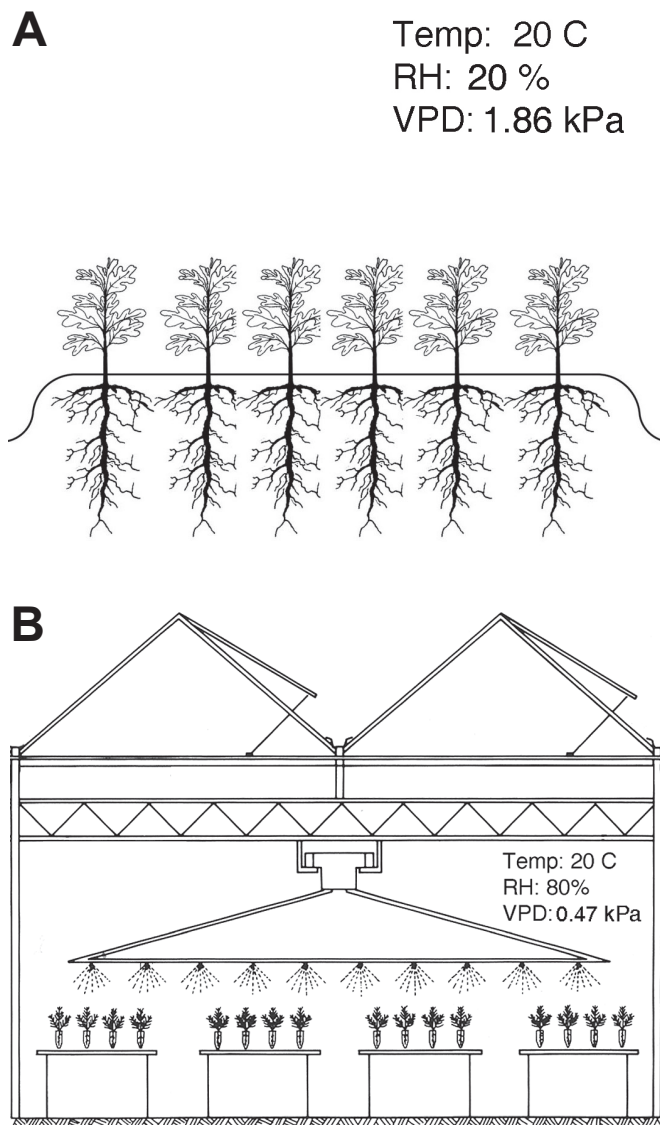 A
Temp: 20 C
RH: 20 %
VPD: 1.86 kPa
B
Temp: 20 C
RH: 80%
VPD: 0.47 kPa